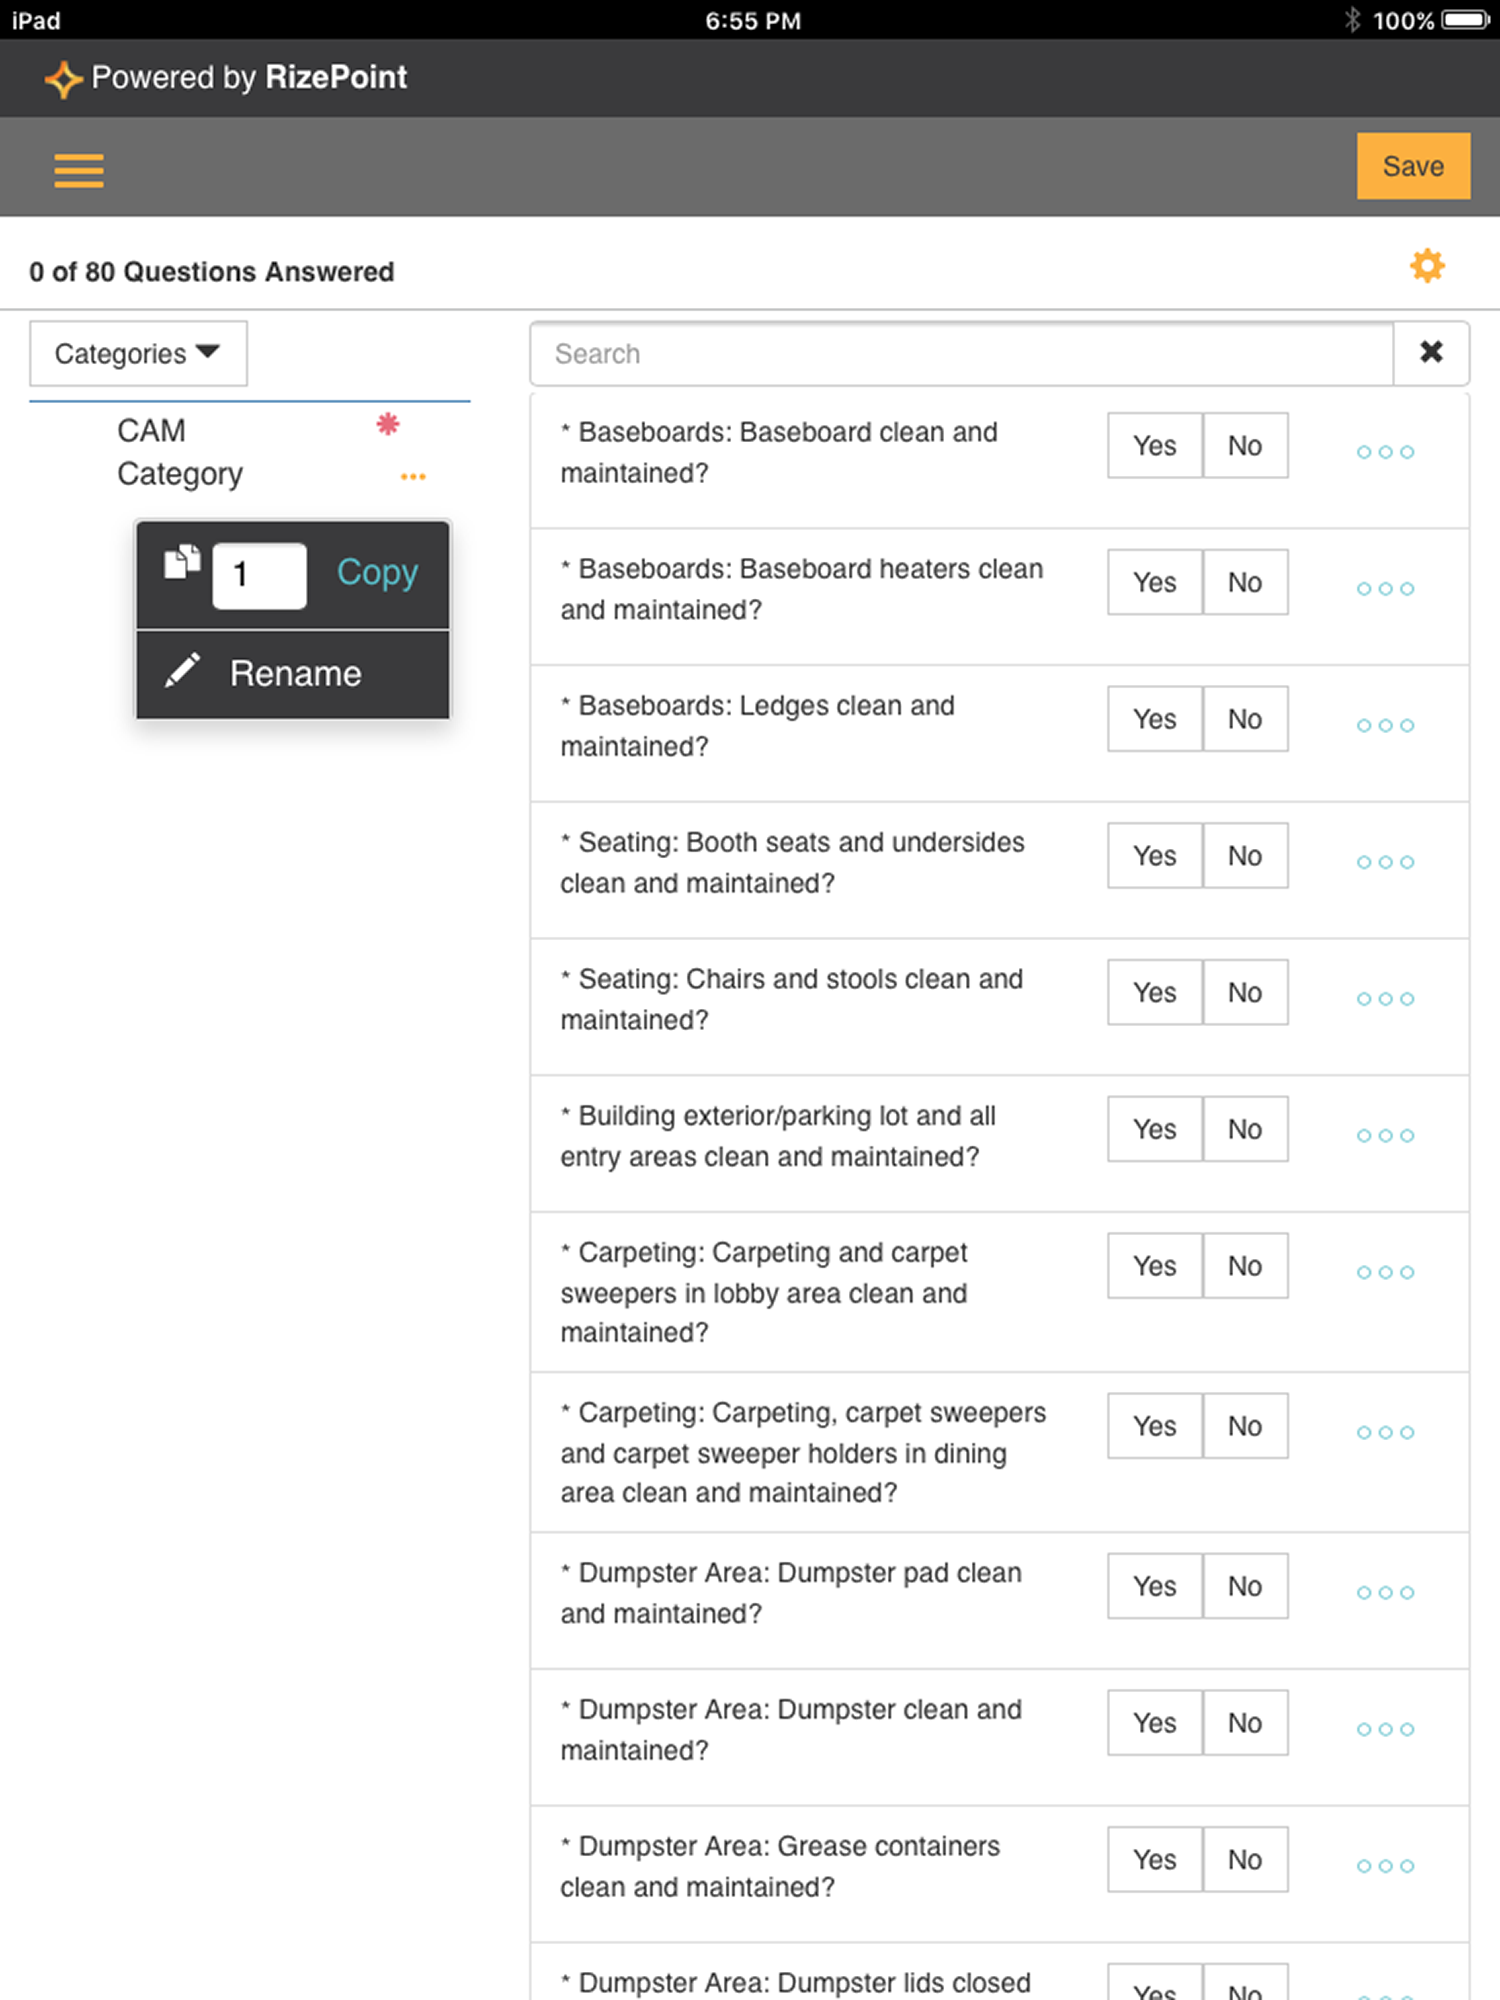 iPad
6:55 PM
100%
Powered by RizePoint
Save
0 of 80 Questions Answered
Categories
Search
CAM
Category
1
Copy
Rename
* Baseboards: Baseboard clean and
maintained?
Yes
No
* Baseboards: Baseboard heaters clean
and maintained?
Yes
No
* Baseboards: Ledges clean and
maintained?
Yes
No
* Seating: Booth seats and undersides
clean and maintained?
Yes
No
* Seating: Chairs and stools clean and
maintained?
Yes
No
* Building exterior/parking lot and all
entry areas clean and maintained?
Yes
No
* Carpeting: Carpeting and carpet
sweepers in lobby area clean and
maintained?
Yes
No
* Carpeting: Carpeting, carpet sweepers
and carpet sweeper holders in dining
area clean and maintained?
Yes
No
* Dumpster Area: Dumpster pad clean
and maintained?
Yes
No
* Dumpster Area: Dumpster clean and
maintained?
Yes
No
* Dumpster Area: Grease containers
clean and maintained?
Yes
No
* Dumpster Area: Dumpster lids closed
Yes
No